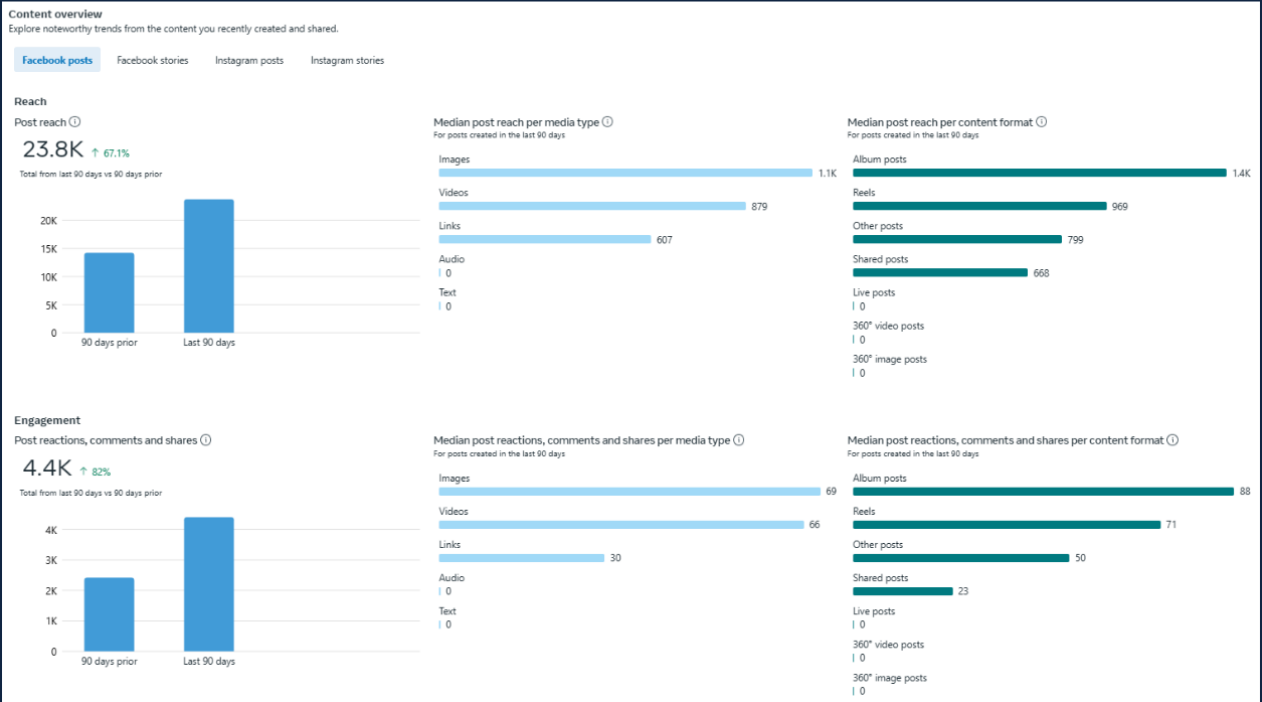 Content overview
Explore noteworthy trends from the content you recently created and shared.
Facebook posts
Facebook stories
Instagram posts
Instagram stories
Reach
Post reach
23.8K ↑ 67.1%
Total from last 90 days vs 90 days prior
20K
15K
10K
5K
0
90 days prior
Last 90 days
Median post reach per media type
For posts created in the last 90 days
Images
1.1K
Videos
879
Links
607
Audio
0
Text
0
Median post reach per content format
For posts created in the last 90 days
Album posts
1.4K
Reels
969
Other posts
799
Shared posts
668
Live posts
0
360° video posts
0
360° image posts
0
Engagement
Post reactions, comments and shares
4.4K ↑ 82%
Total from last 90 days vs 90 days prior
4K
3K
2K
1K
0
90 days prior
Last 90 days
Median post reactions, comments and shares per media type
For posts created in the last 90 days
Images
69
Videos
66
Links
30
Audio
0
Text
0
Median post reactions, comments and shares per content format
For posts created in the last 90 days
Album posts
88
Reels
71
Other posts
50
Shared posts
23
Live posts
0
360° video posts
0
360° image posts
0